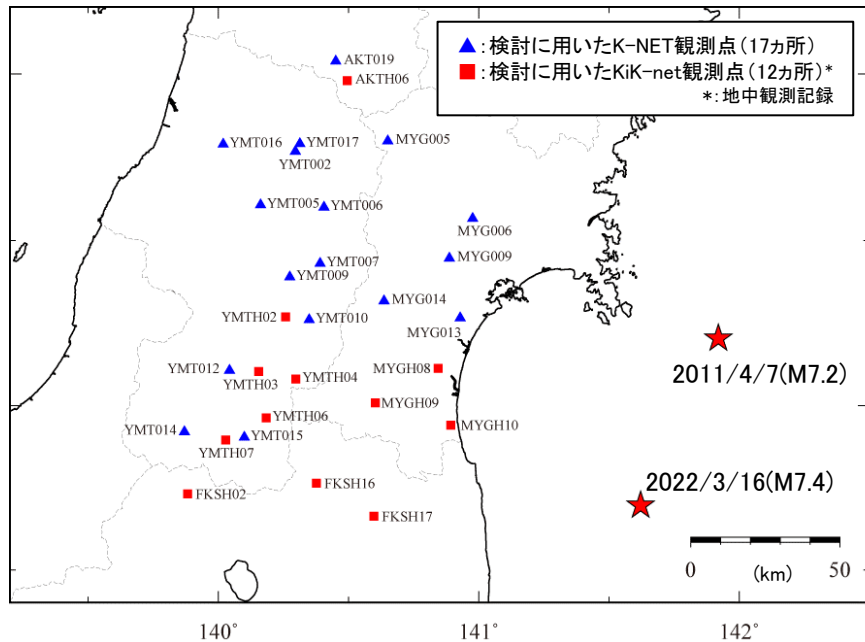 ▲:検討に用いたK-NET観測点(17ヵ所)
■:検討に用いたKiK-net観測点(12ヵ所)*
*:地中観測記録
AKT019
AKTH06
YMT016
YMT017
MYG005
YMT002
YMT005
YMT006
MYG006
MYG009
YMT007
YMT009
MYG014
YMTH02
YMT010
MYG013
YMT012
MYGH08
YMTH03
YMTH04
2011/4/7(M7.2)
MYGH09
YMTH06
MYGH10
YMT014
YMT015
YMTH07
FKSH16
2022/3/16(M7.4)
FKSH02
FKSH17
0 (km) 50
140° 141° 142°